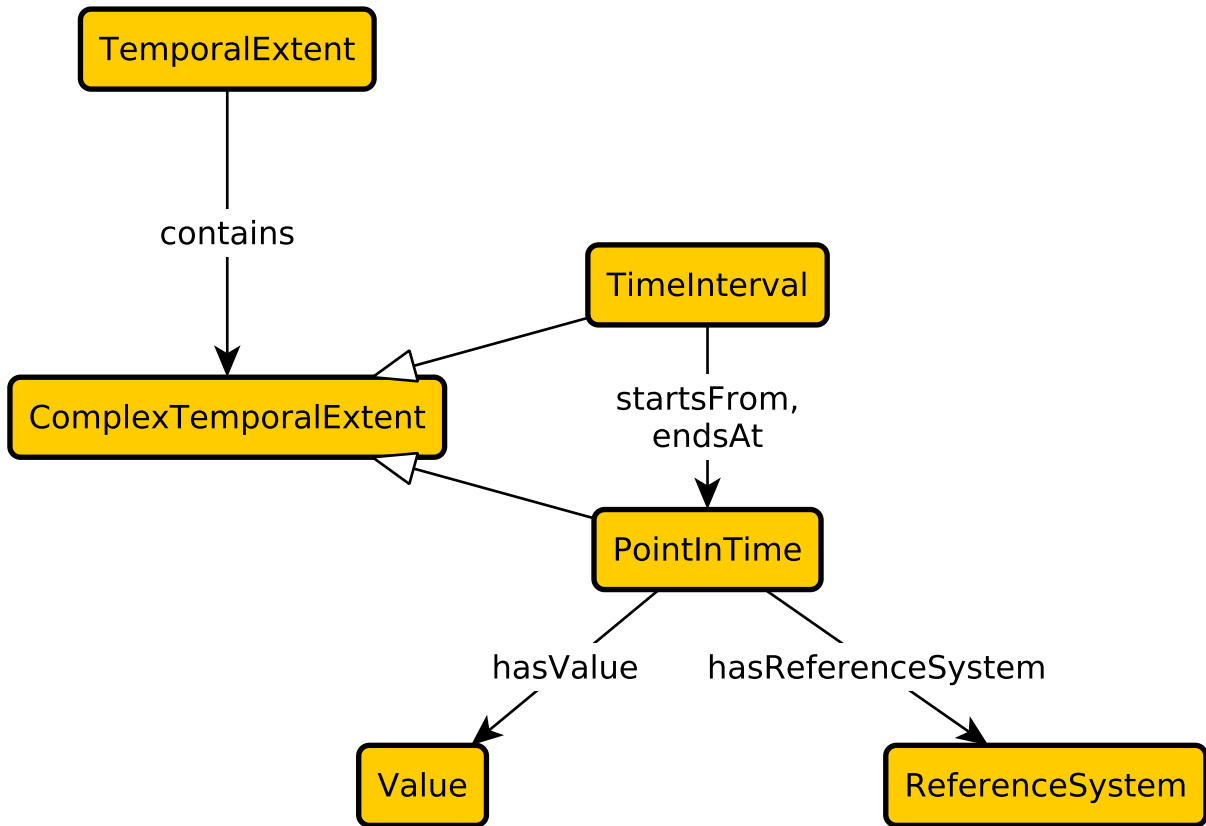 TemporalExtent
contains
TimeInterval
startsFrom,
endsAt
ComplexTemporalExtent
PointInTime
hasValue
hasReferenceSystem
Value
ReferenceSystem